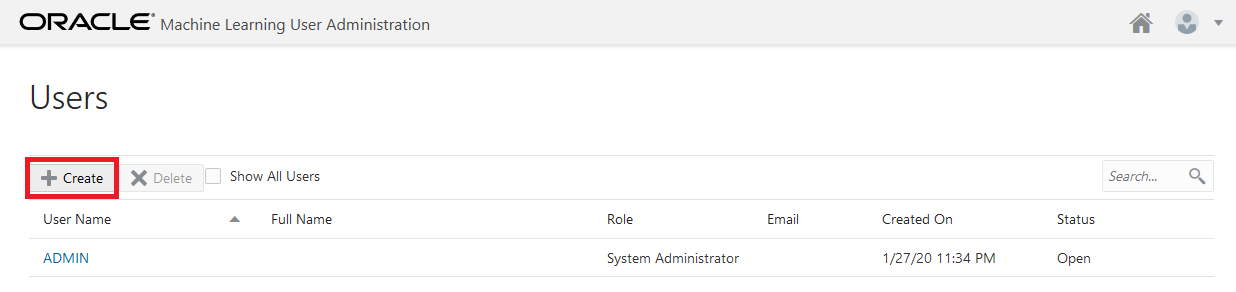 ORACLE® Machine Learning User Administration
Users
Create Delete Show All Users Search...
User Name Full Name Role Email Created On Status
ADMIN System Administrator 1/27/20 11:34 PM Open